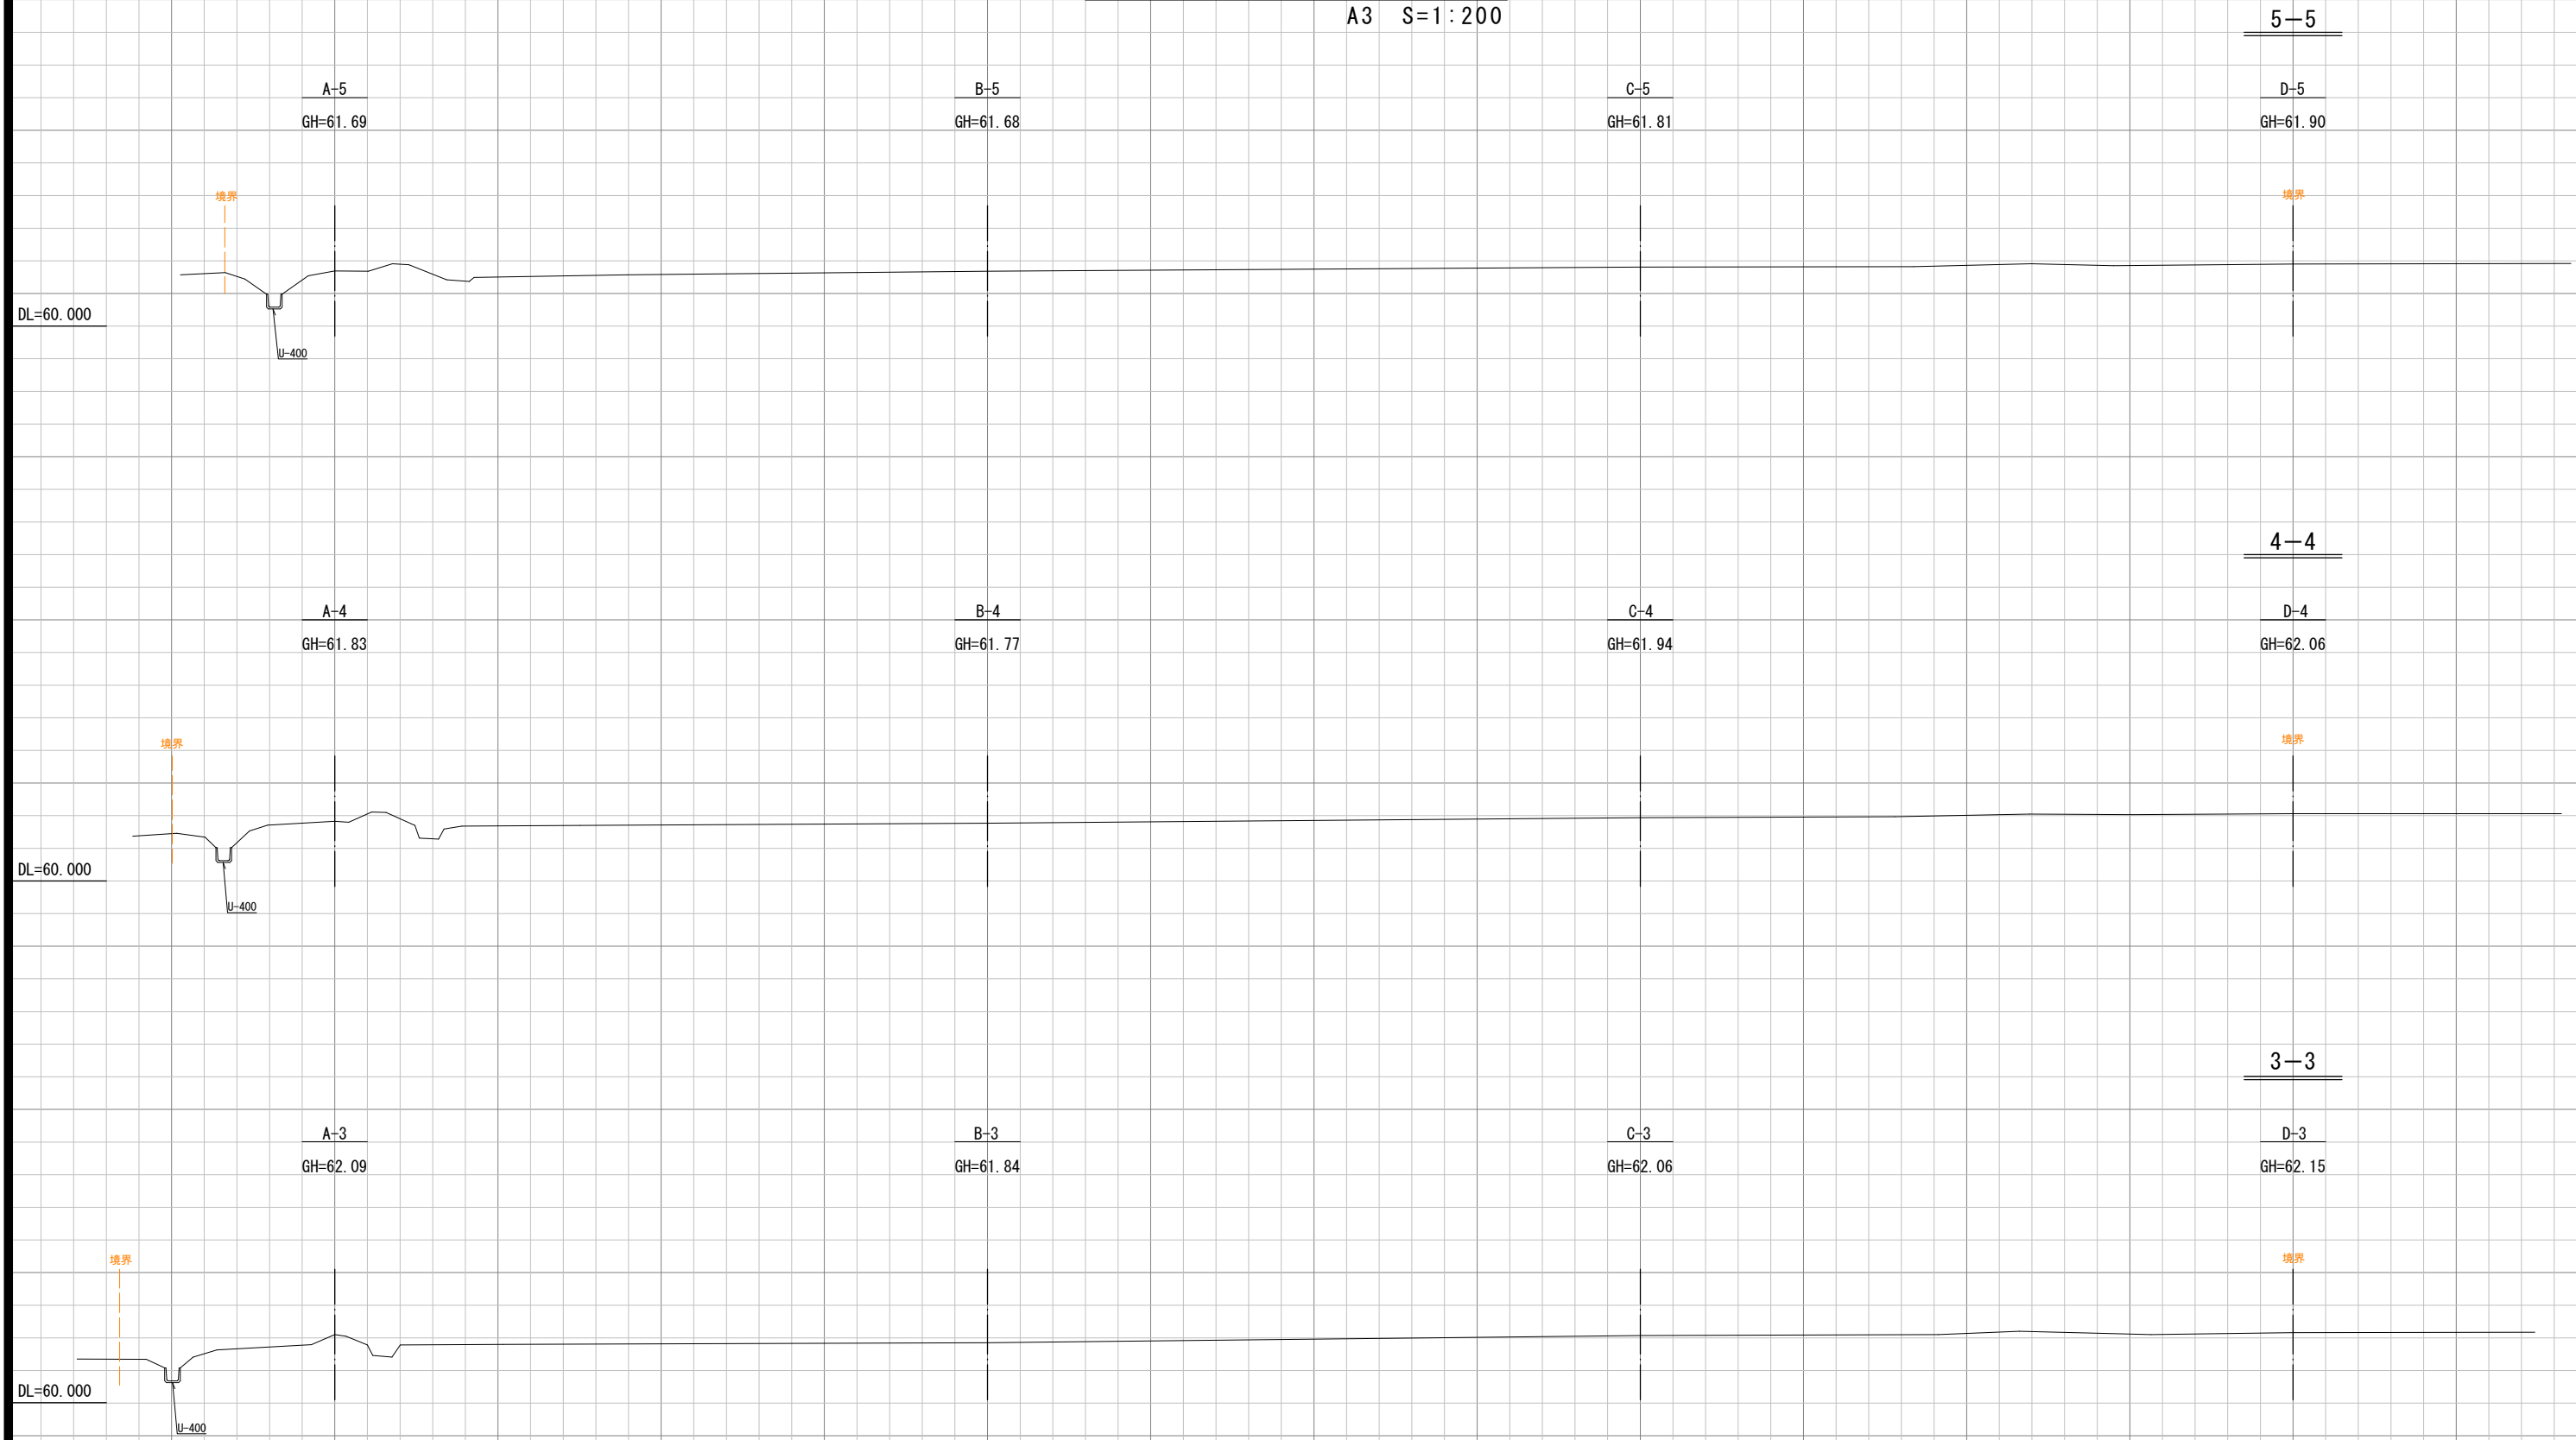 A3 S=1:200
5-5
A-5
B-5
C-5
D-5
GH=61.69
GH=61.68
GH=61.81
GH=61.90
境界
境界
DL=60.000
U-400
4-4
A-4
B-4
C-4
D-4
GH=61.83
GH=61.77
GH=61.94
GH=62.06
境界
境界
DL=60.000
U-400
3-3
A-3
B-3
C-3
D-3
GH=62.09
GH=61.84
GH=62.06
GH=62.15
境界
境界
DL=60.000
U-400